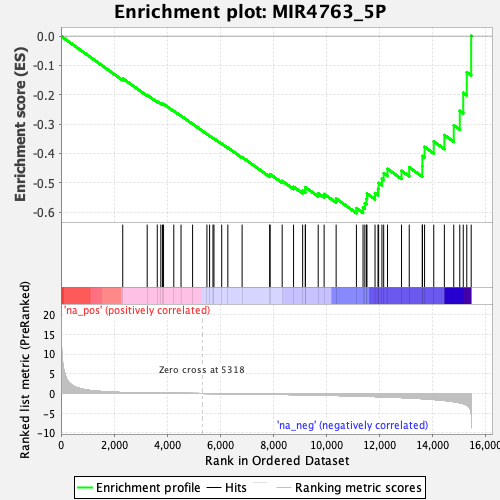 Enrichment plot: MIR4763_5P
Enrichment score (ES)
0.0
-0.1
-0.2
-0.3
-0.4
-0.5
-0.6
'na_pos' (positively correlated)
Ranked list metric (PreRanked)
20
15
10
5
0
-5
-10
Zero cross at 5318
'na_neg' (negatively correlated)
0 2,000 4,000 6,000 8,000 10,000 12,000 14,000 16,000
Rank in Ordered Dataset
Enrichment profile Hits Ranking metric scores